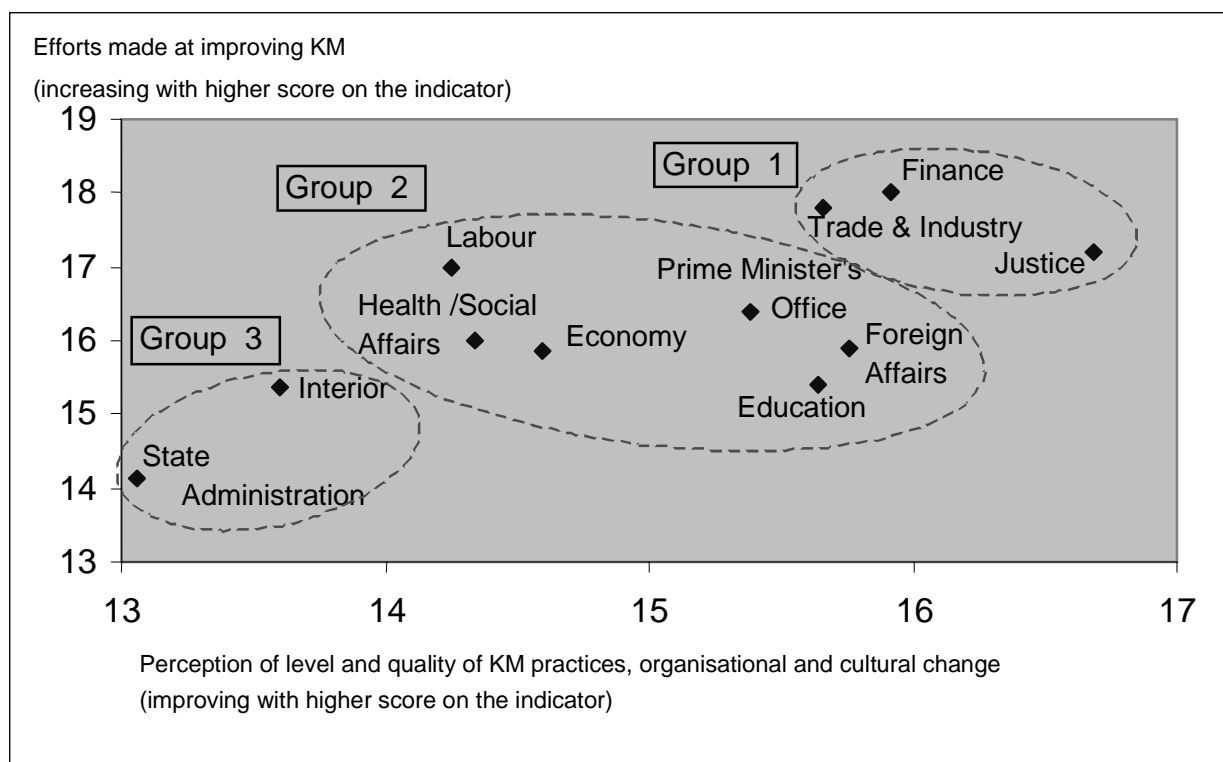 Efforts made at improving KM
(increasing with higher score on the indicator)
19
18
17
16
15
14
13
Group 1
Finance
Group 2
Trade & Industry
Labour
Justice
Prime Minister's
Office
Health /Social
Affairs
Economy
Foreign
Affairs
Group 3
Interior
Education
State
Administration
13
14
15
16
17
Perception of level and quality of KM practices, organisational and cultural change
(improving with higher score on the indicator)